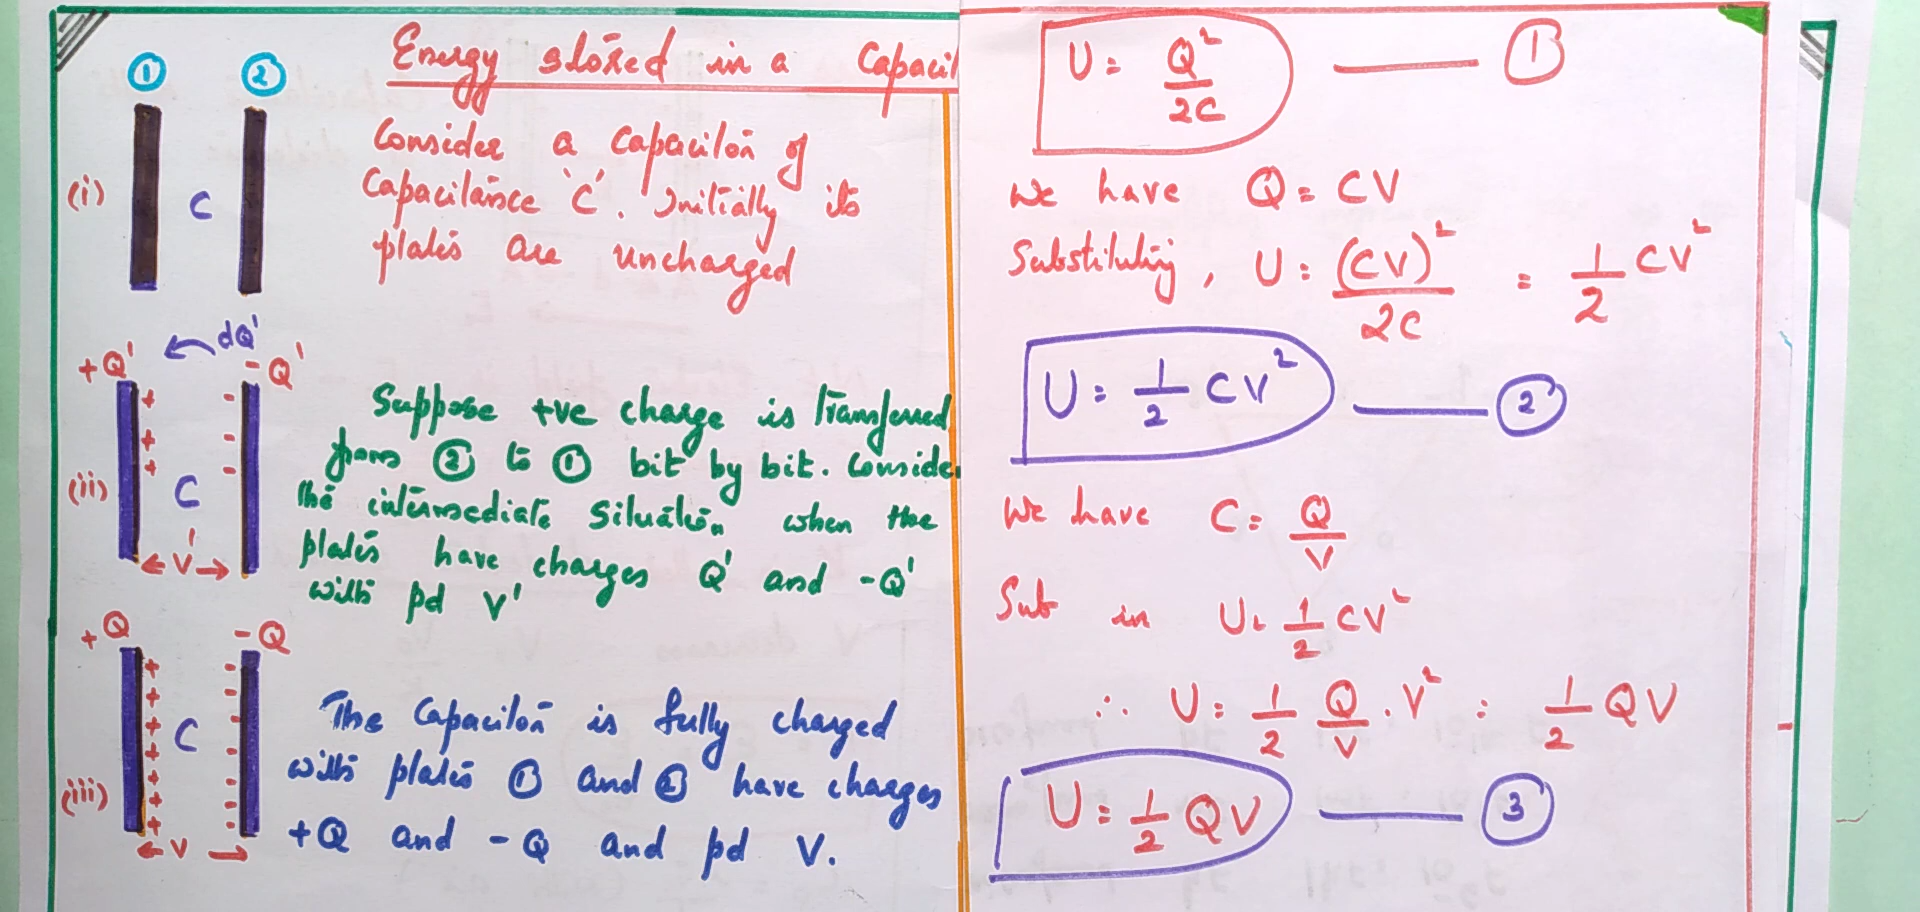 Energy stored in a Capacit
① ②
(i) C
Consider a capacitor of
Capacitance 'C'. Initially its
plates are uncharged
dQ'
+Q' -Q'
+ + +
- - -
(ii) C
V'
Suppose +ve charge is transferred
from ② to ① bit by bit. Conside
the intermediate situation when the
plates have charges Q' and -Q'
with pd V'
+Q -Q
+ + + + + + +
- - - - - - - -
(iii) C
V
The Capacitor is fully charged
with plates ① and ② have charges
+Q and -Q and pd V.
U = Q²/2C —— ①
We have Q = CV
Substituting, U = (CV)²/2C = 1/2 CV²
U = 1/2 CV² —— ②
We have C = Q/V
Sub in U = 1/2 CV²
∴ U = 1/2 Q/V . V² = 1/2 QV
U = 1/2 QV —— ③